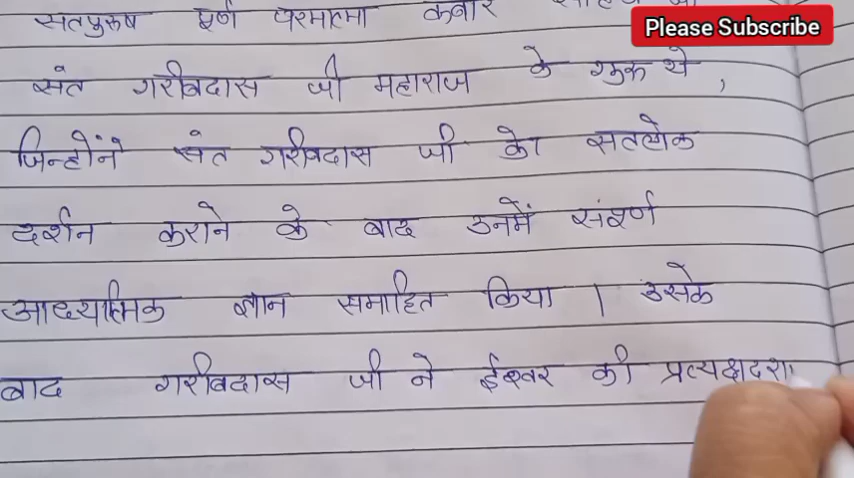 सतपुरुष पूर्ण परमात्मा कबीर
Please Subscribe
संत गरीबदास जी महाराज के गुरू थे ,
जिन्होंने संत गरीबदास जी को सतलोक
दर्शन कराने के बाद उनमें संपूर्ण
आध्यात्मिक ज्ञान समाहित किया । उसके
बाद गरीबदास जी ने ईश्वर की प्रत्यक्षदर्शी